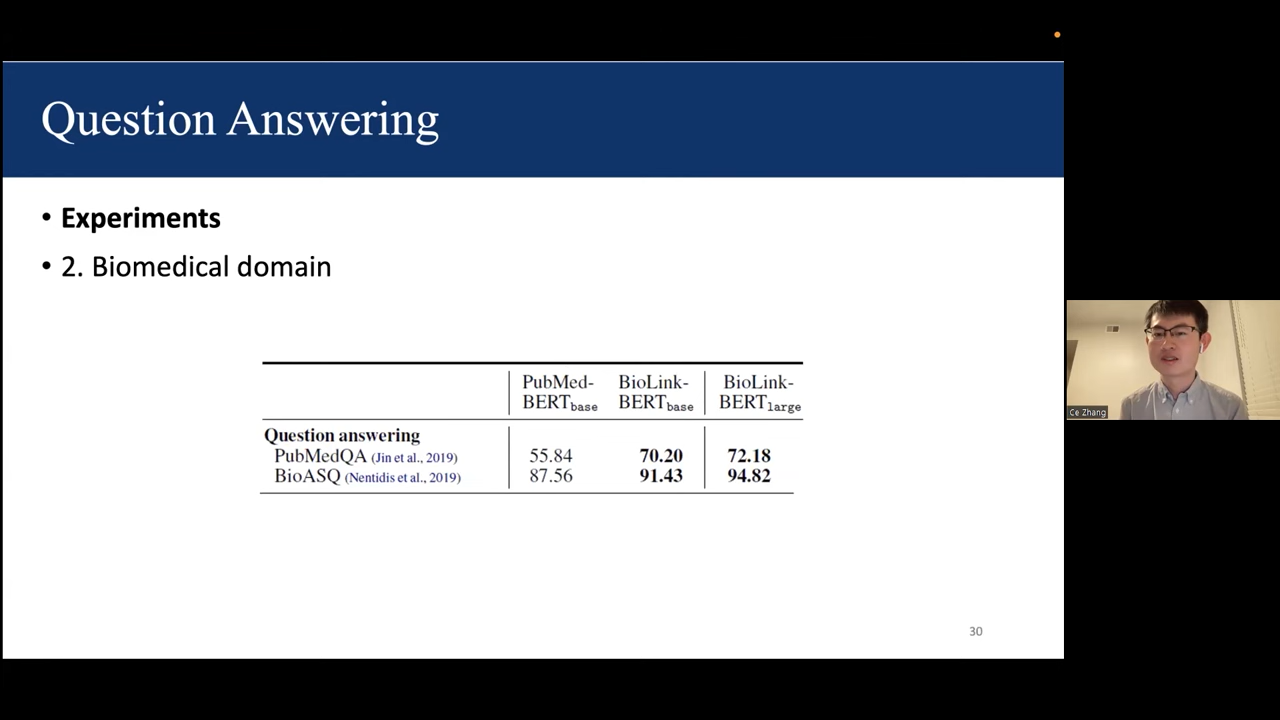 Question Answering
• Experiments
• 2. Biomedical domain
PubMed- BioLink- BioLink-
BERTbase BERTbase BERTlarge
Question answering
PubMedQA (Jin et al., 2019) 55.84 70.20 72.18
BioASQ (Nentidis et al., 2019) 87.56 91.43 94.82
30
Ce Zhang